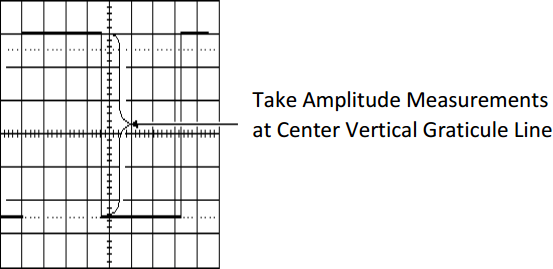 Take Amplitude Measurements
at Center Vertical Graticule Line